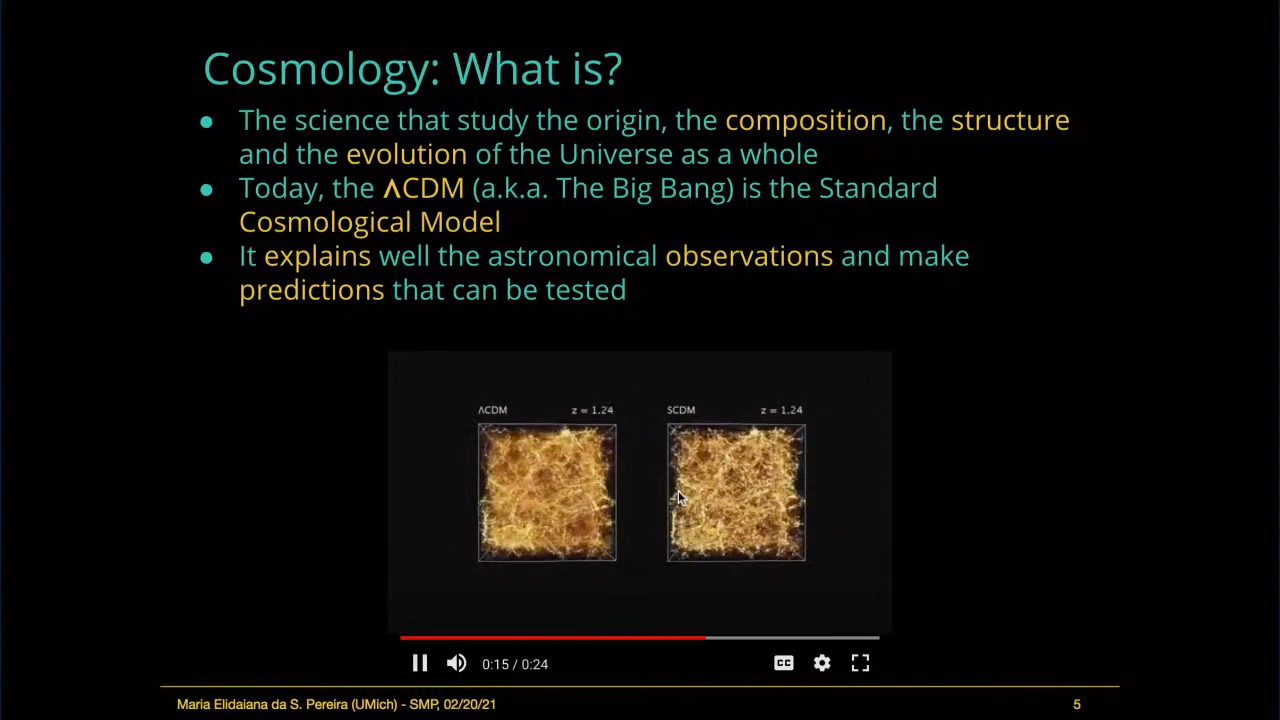 Cosmology: What is?
● The science that study the origin, the composition, the structure
and the evolution of the Universe as a whole
● Today, the ΛCDM (a.k.a. The Big Bang) is the Standard
Cosmological Model
● It explains well the astronomical observations and make
predictions that can be tested
ΛCDM z = 1.24 SCDM z = 1.24
0:15 / 0:24 CC
Maria Elidaiana da S. Pereira (UMich) - SMP, 02/20/21 5